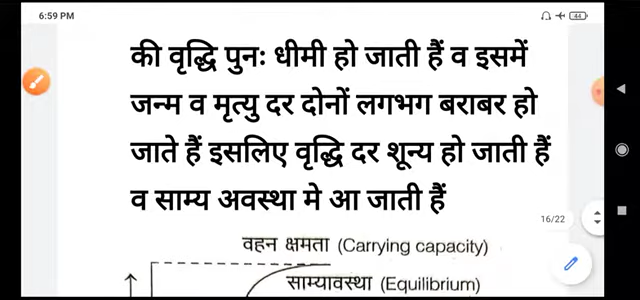 6:59 PM
44
की वृद्धि पुनः धीमी हो जाती हैं व इसमें
जन्म व मृत्यु दर दोनों लगभग बराबर हो
जाते हैं इसलिए वृद्धि दर शून्य हो जाती हैं
व साम्य अवस्था मे आ जाती हैं
16/22
वहन क्षमता (Carrying capacity)
साम्यावस्था (Equilibrium)